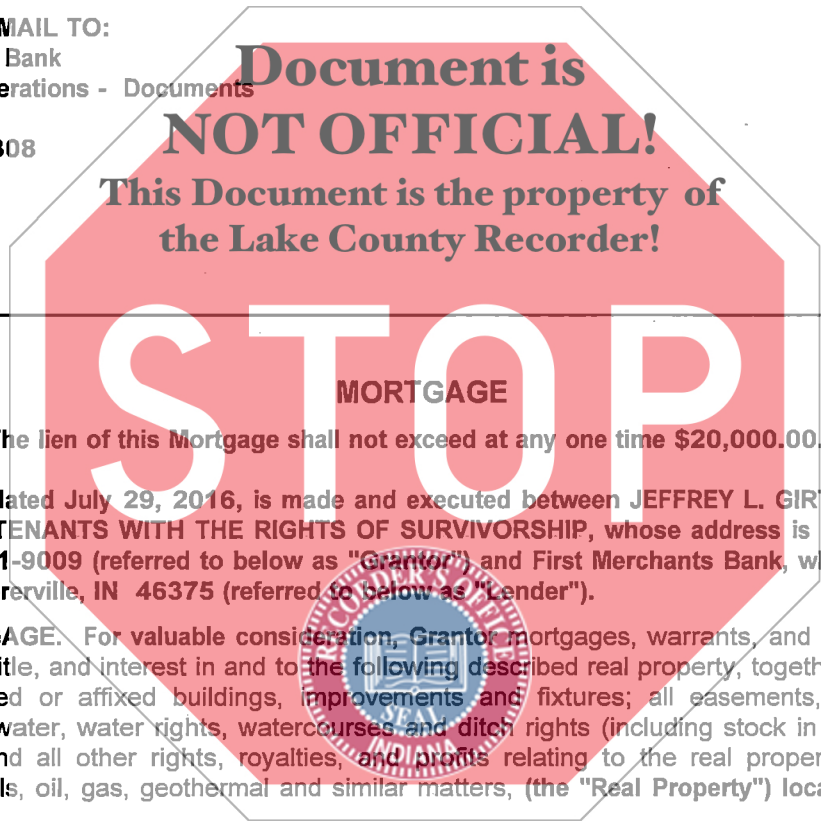 MAIL TO:
Bank
erations - Documents
308
Document is
NOT OFFICIAL!
This Document is the property of
the Lake County Recorder!
STOP
MORTGAGE
he lien of this Mortgage shall not exceed at any one time $20,000.00.
dated July 29, 2016, is made and executed between JEFFREY L. GIRT
TENANTS WITH THE RIGHTS OF SURVIVORSHIP, whose address is
1-9009 (referred to below as "Grantor") and First Merchants Bank, wh
rerville, IN 46375 (referred to below as "Lender").
AGE. For valuable consideration, Grantor mortgages, warrants, and
itle, and interest in and to the following described real property, togeth
ed or affixed buildings, improvements and fixtures; all easements,
water, water rights, watercourses and ditch rights (including stock in
nd all other rights, royalties, and profits relating to the real proper
ls, oil, gas, geothermal and similar matters, (the "Real Property") loca
RECORDER'S OFFICE
SEAL
INDIANA